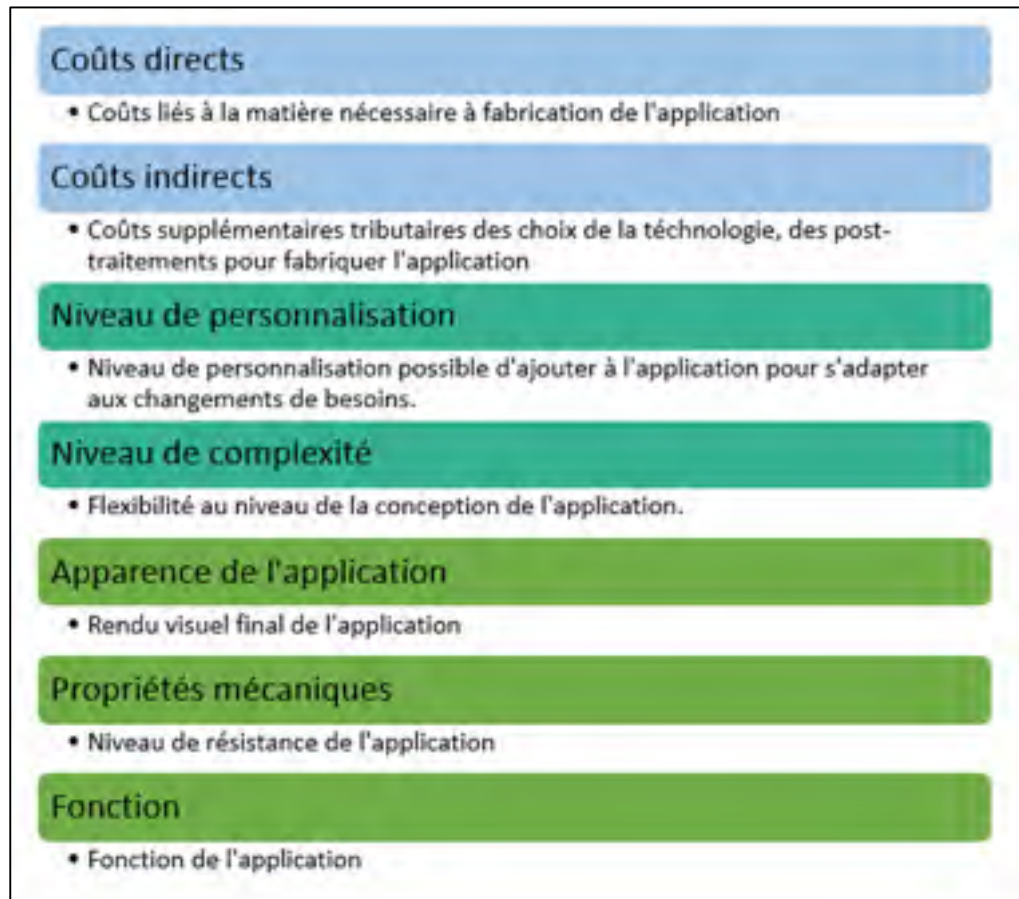 Coûts directs
• Coûts liés à la matière nécessaire à fabrication de l'application
Coûts indirects
• Coûts supplémentaires tributaires des choix de la téchnologie, des post-
traitements pour fabriquer l'application
Niveau de personnalisation
• Niveau de personnalisation possible d'ajouter à l'application pour s'adapter
aux changements de besoins.
Niveau de complexité
• Flexibilité au niveau de la conception de l'application.
Apparence de l'application
• Rendu visuel final de l'application
Propriétés mécaniques
• Niveau de résistance de l'application
Fonction
• Fonction de l'application